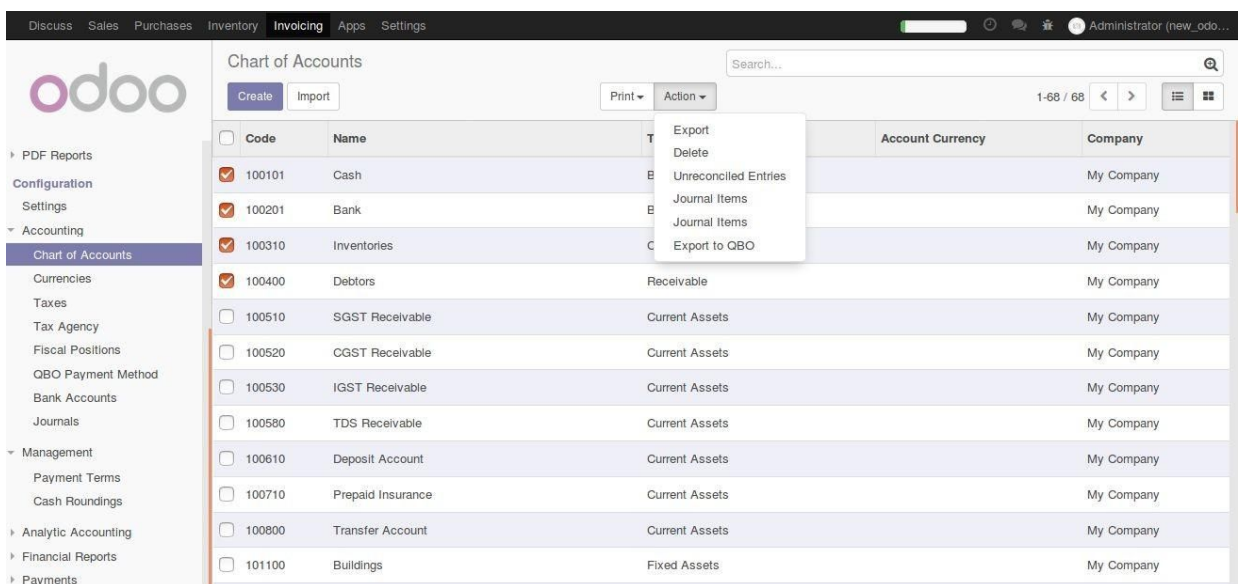 Discuss Sales Purchases Inventory Invoicing Apps Settings Administrator (new_odo...
odoo
Chart of Accounts
Search...
Create Import Print Action 1-68 / 68
PDF Reports
Configuration
Settings
Accounting
Chart of Accounts
Currencies
Taxes
Tax Agency
Fiscal Positions
QBO Payment Method
Bank Accounts
Journals
Management
Payment Terms
Cash Roundings
Analytic Accounting
Financial Reports
Payments
Code Name T Account Currency Company
100101 Cash B My Company
100201 Bank B My Company
100310 Inventories C My Company
100400 Debtors Receivable My Company
100510 SGST Receivable Current Assets My Company
100520 CGST Receivable Current Assets My Company
100530 IGST Receivable Current Assets My Company
100580 TDS Receivable Current Assets My Company
100610 Deposit Account Current Assets My Company
100710 Prepaid Insurance Current Assets My Company
100800 Transfer Account Current Assets My Company
101100 Buildings Fixed Assets My Company
Export
Delete
Unreconciled Entries
Journal Items
Journal Items
Export to QBO